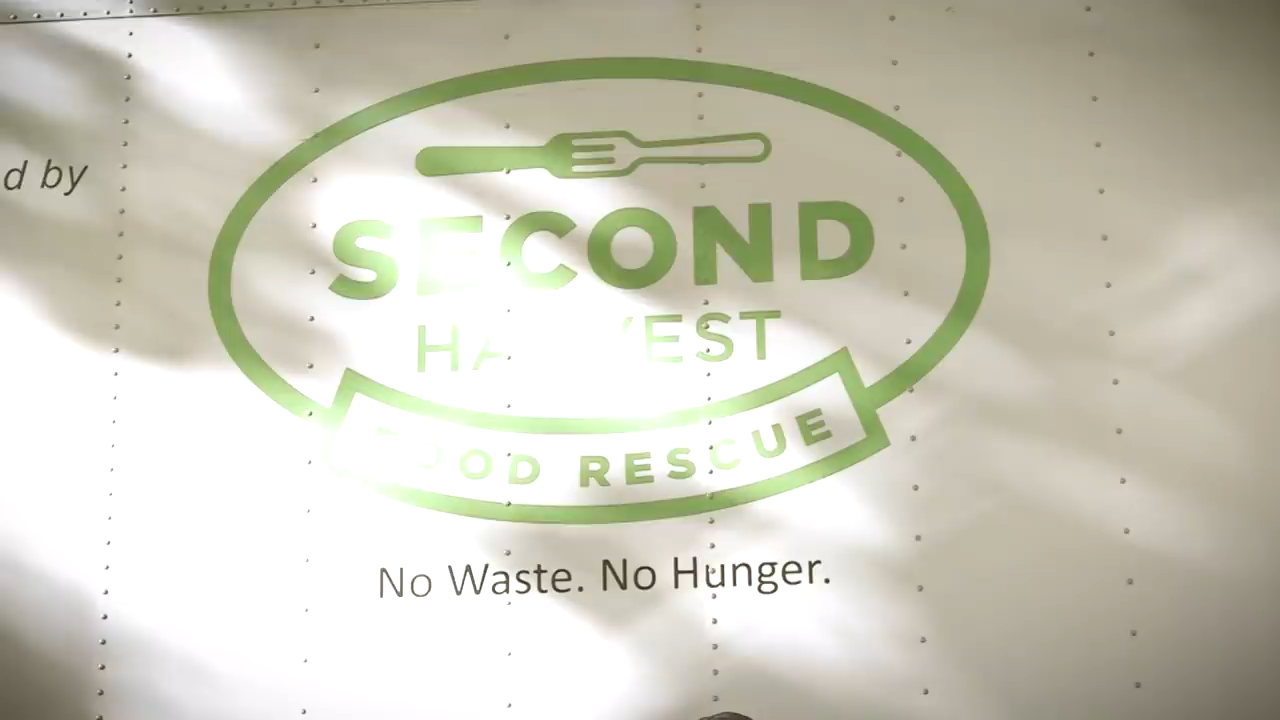 d by
SECOND
HARVEST
FOOD RESCUE
No Waste. No Hunger.